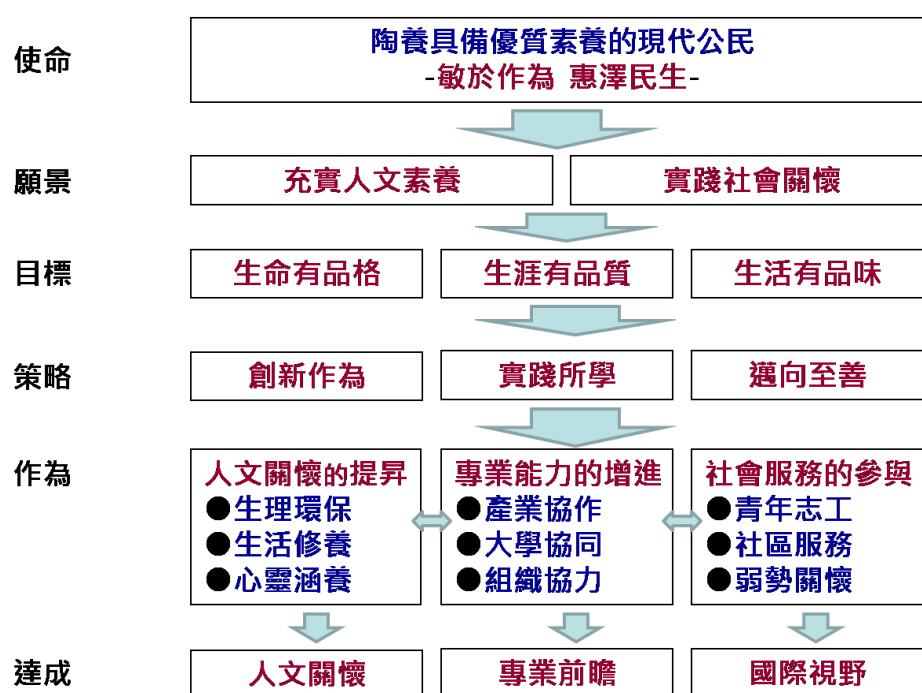 使命
陶養具備優質素養的現代公民
-敏於作為 惠澤民生-
願景
充實人文素養
實踐社會關懷
目標
生命有品格
生涯有品質
生活有品味
策略
創新作為
實踐所學
邁向至善
作為
人文關懷的提昇
●生理環保
●生活修養
●心靈涵養
專業能力的增進
●產業協作
●大學協同
●組織協力
社會服務的參與
●青年志工
●社區服務
●弱勢關懷
達成
人文關懷
專業前瞻
國際視野